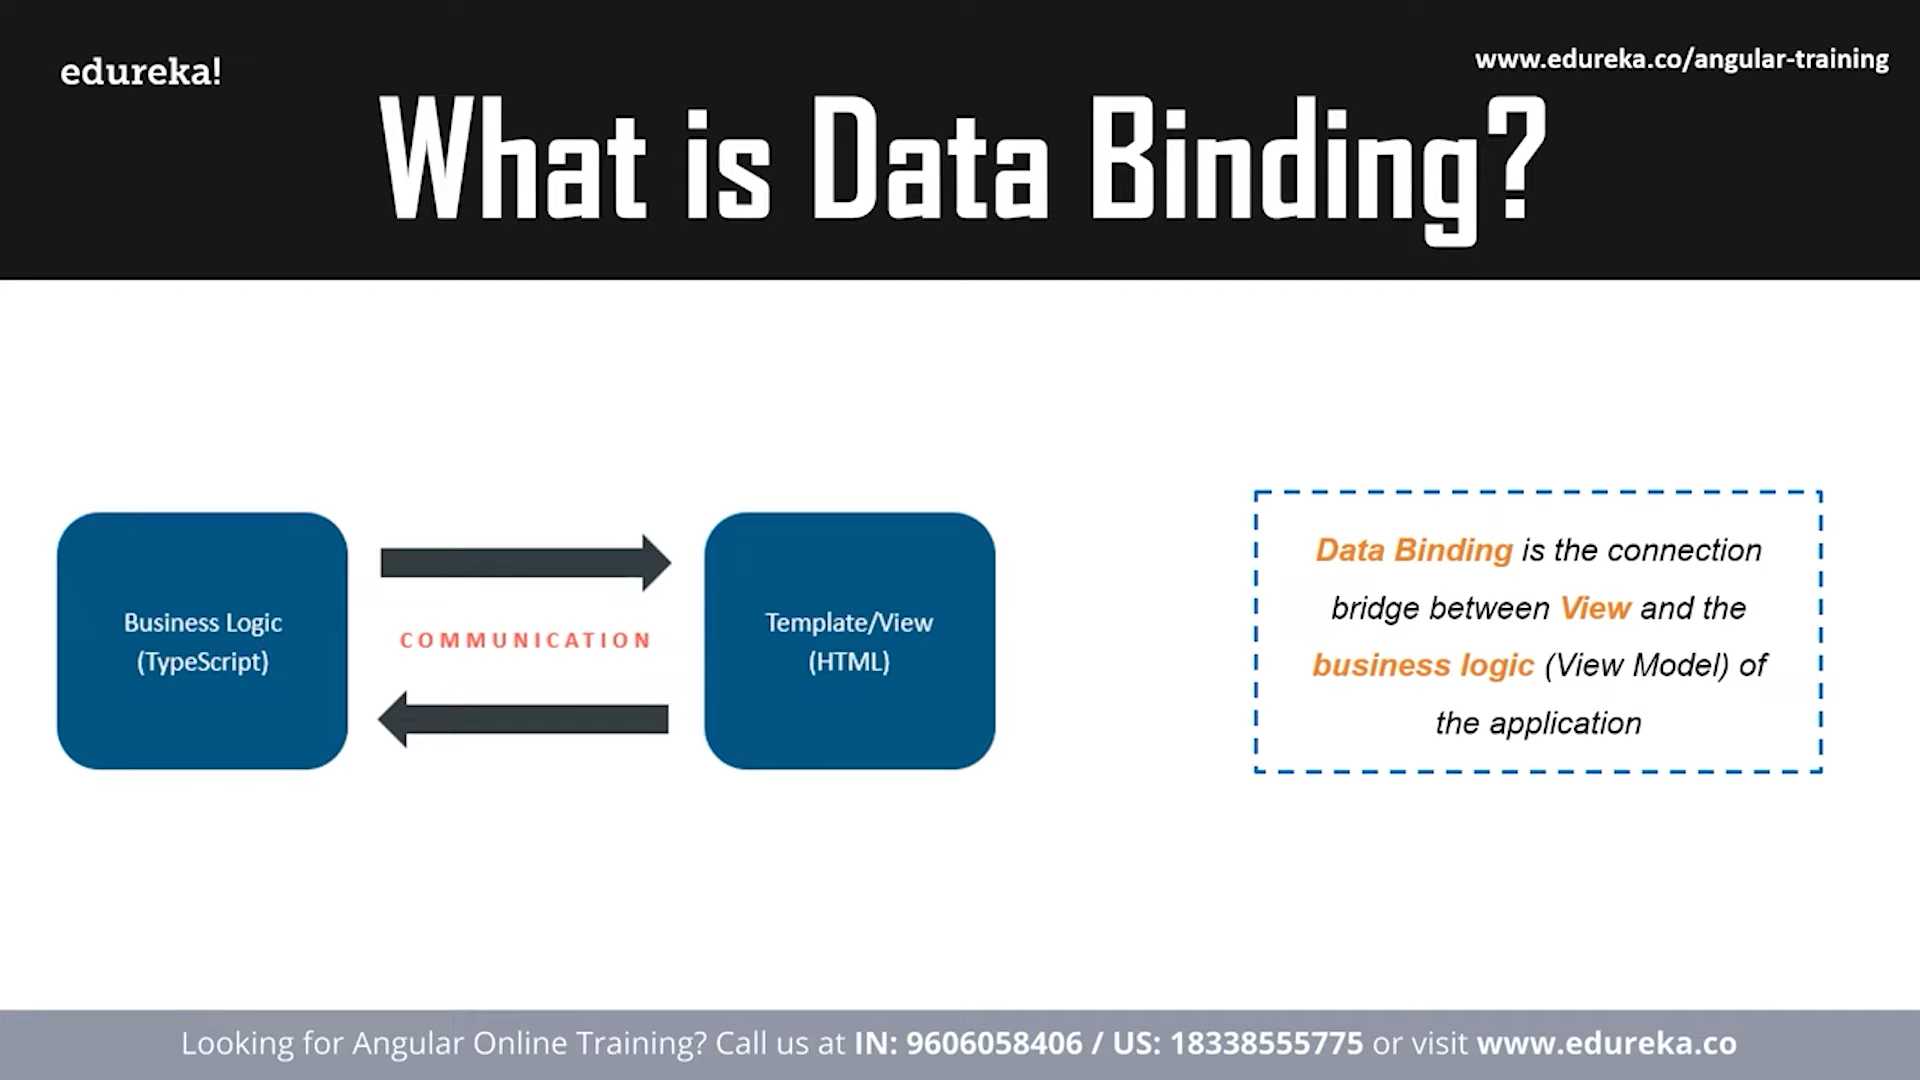 edureka!
www.edureka.co/angular-training
What is Data Binding?
Business Logic
(TypeScript)
COMMUNICATION
Template/View
(HTML)
Data Binding is the connection
bridge between View and the
business logic (View Model) of
the application
Looking for Angular Online Training? Call us at IN: 9606058406 / US: 18338555775 or visit www.edureka.co